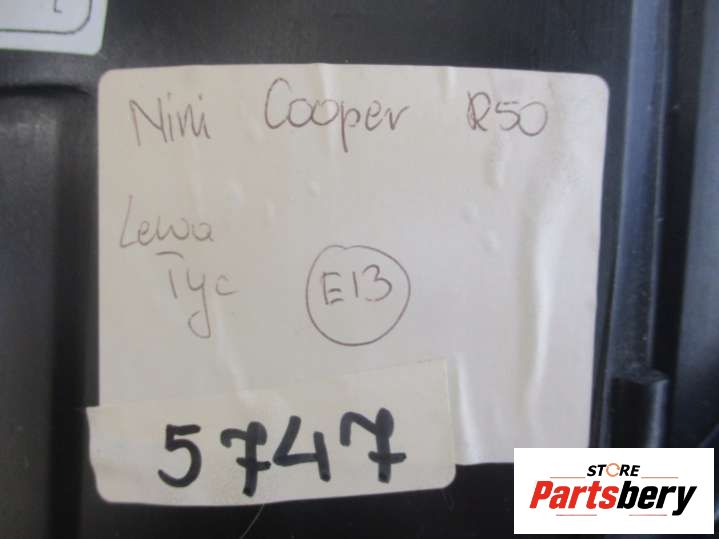 Nini Cooper R50
Lewa
Tyc
E13
5747
STORE
Partsbery